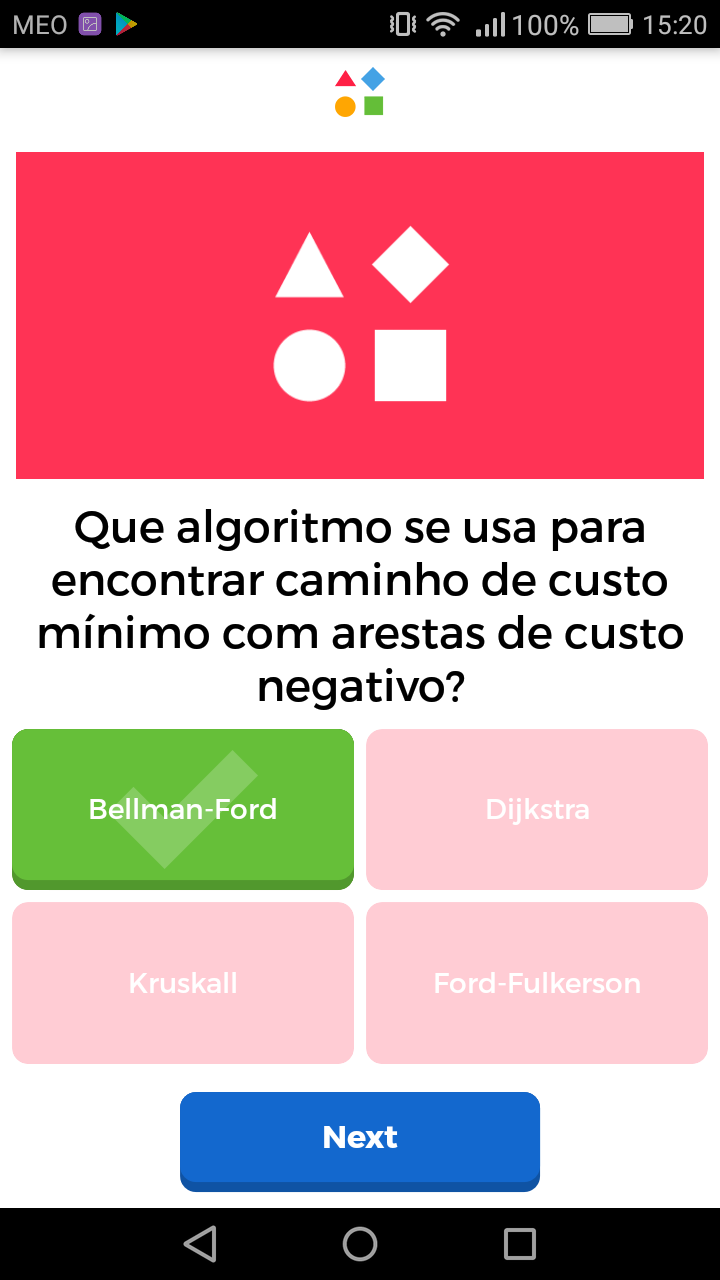 MEO 100% 15:20
Que algoritmo se usa para
encontrar caminho de custo
mínimo com arestas de custo
negativo?
Bellman-Ford
Dijkstra
Kruskall
Ford-Fulkerson
Next